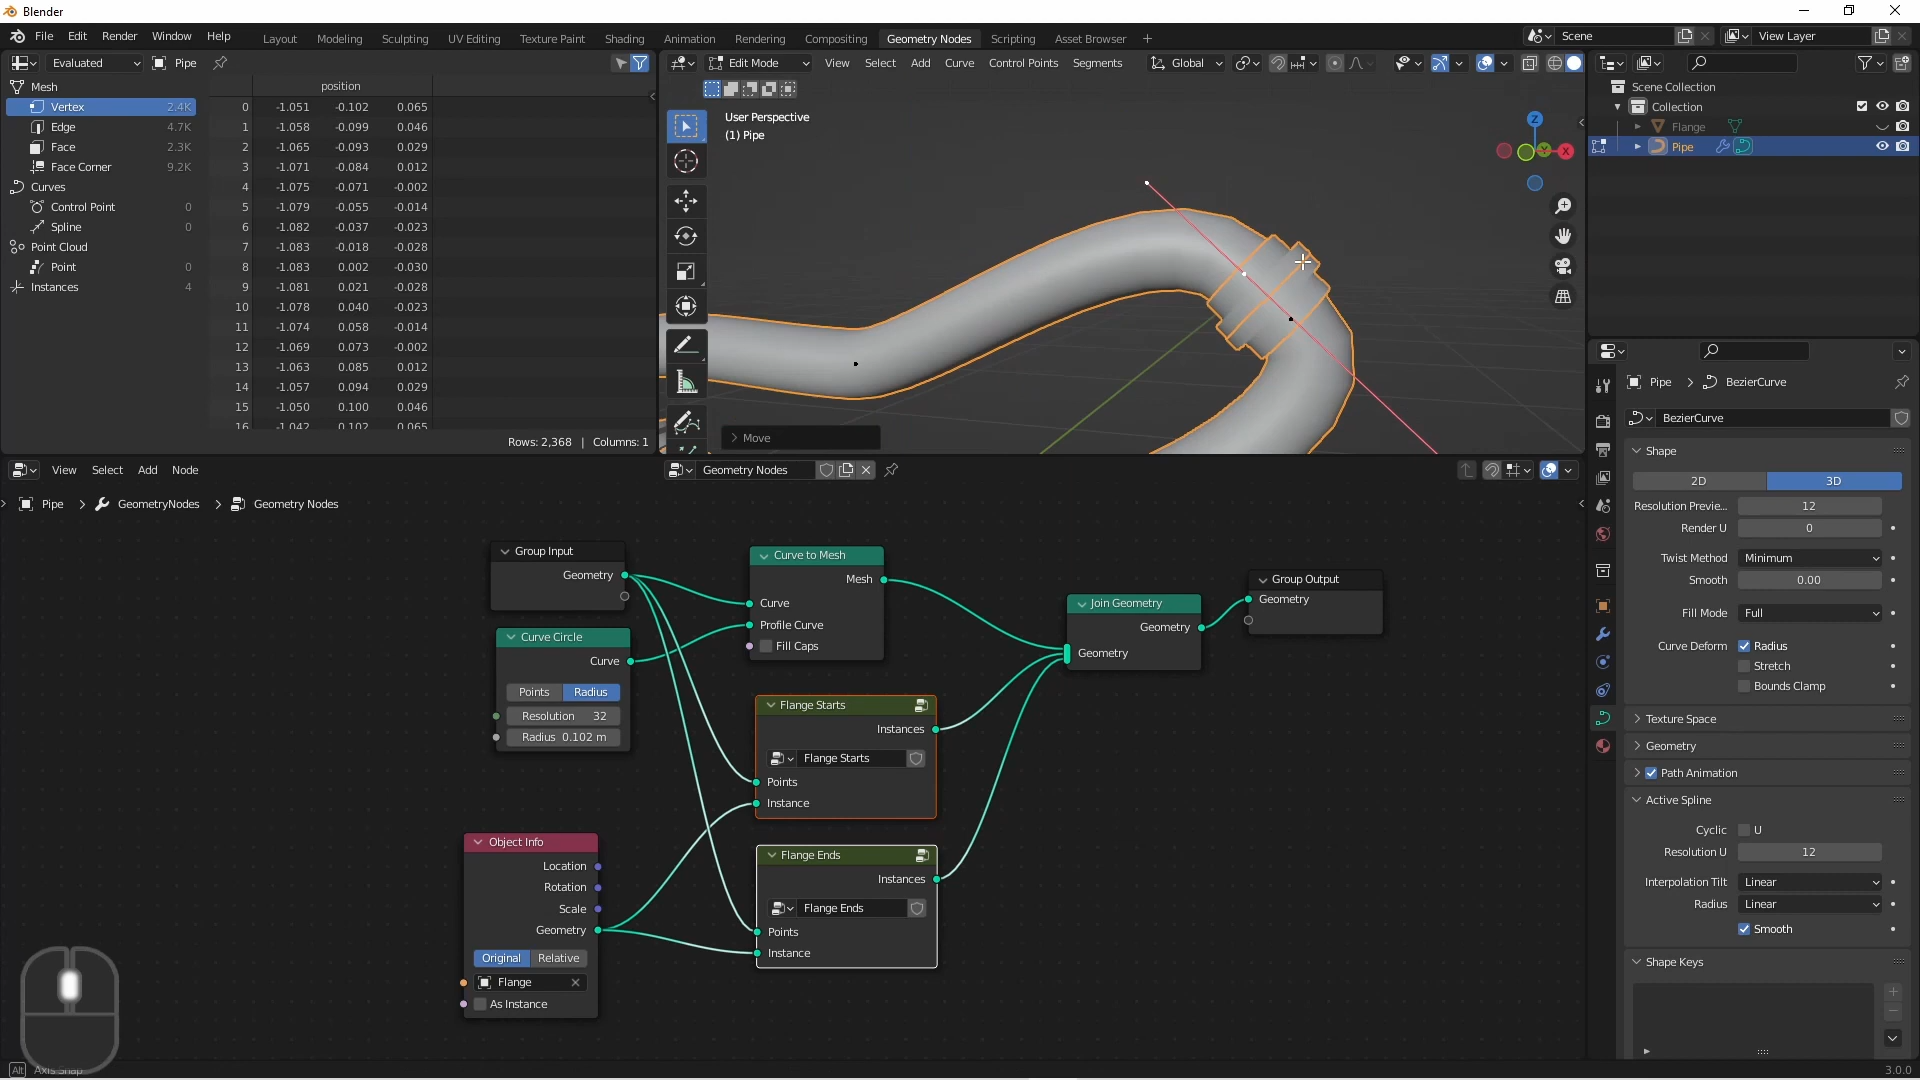 Blender
File Edit Render Window Help Layout Modeling Sculpting UV Editing Texture Paint Shading Animation Rendering Compositing Geometry Nodes Scripting Asset Browser + Scene View Layer
Evaluated Pipe
Mesh
Vertex 2.4K
Edge 4.7K
Face 2.3K
Face Corner 9.2K
Curves
Control Point 0
Spline 0
Point Cloud
Point 0
Instances 4
position
0 -1.051 -0.102 0.065
1 -1.058 -0.099 0.046
2 -1.065 -0.093 0.029
3 -1.071 -0.084 0.012
4 -1.075 -0.071 -0.002
5 -1.079 -0.055 -0.014
6 -1.082 -0.037 -0.023
7 -1.083 -0.018 -0.028
8 -1.083 0.002 -0.030
9 -1.081 0.021 -0.028
10 -1.078 0.040 -0.023
11 -1.074 0.058 -0.014
12 -1.069 0.073 -0.002
13 -1.063 0.085 0.012
14 -1.057 0.094 0.029
15 -1.050 0.100 0.046
16 -1.042 0.102 0.065
Rows: 2,368 | Columns: 1
Edit Mode View Select Add Curve Control Points Segments Global
User Perspective
(1) Pipe
Z
X
Move
Scene Collection
Collection
Flange
Pipe
View Select Add Node Geometry Nodes
Pipe GeometryNodes Geometry Nodes
Group Input
Geometry
Curve Circle
Curve
Points Radius
Resolution 32
Radius 0.102 m
Object Info
Location
Rotation
Scale
Geometry
Original Relative
Flange
As Instance
Curve to Mesh
Mesh
Curve
Profile Curve
Fill Caps
Flange Starts
Instances
Flange Starts
Points
Instance
Flange Ends
Instances
Flange Ends
Points
Instance
Join Geometry
Geometry
Geometry
Group Output
Geometry
Pipe BezierCurve
BezierCurve
Shape
2D 3D
Resolution Previe... 12
Render U 0
Twist Method Minimum
Smooth 0.00
Fill Mode Full
Curve Deform Radius
Stretch
Bounds Clamp
Texture Space
Geometry
Path Animation
Active Spline
Cyclic U
Resolution U 12
Interpolation Tilt Linear
Radius Linear
Smooth
Shape Keys
Alt Axis Snap
3.0.0